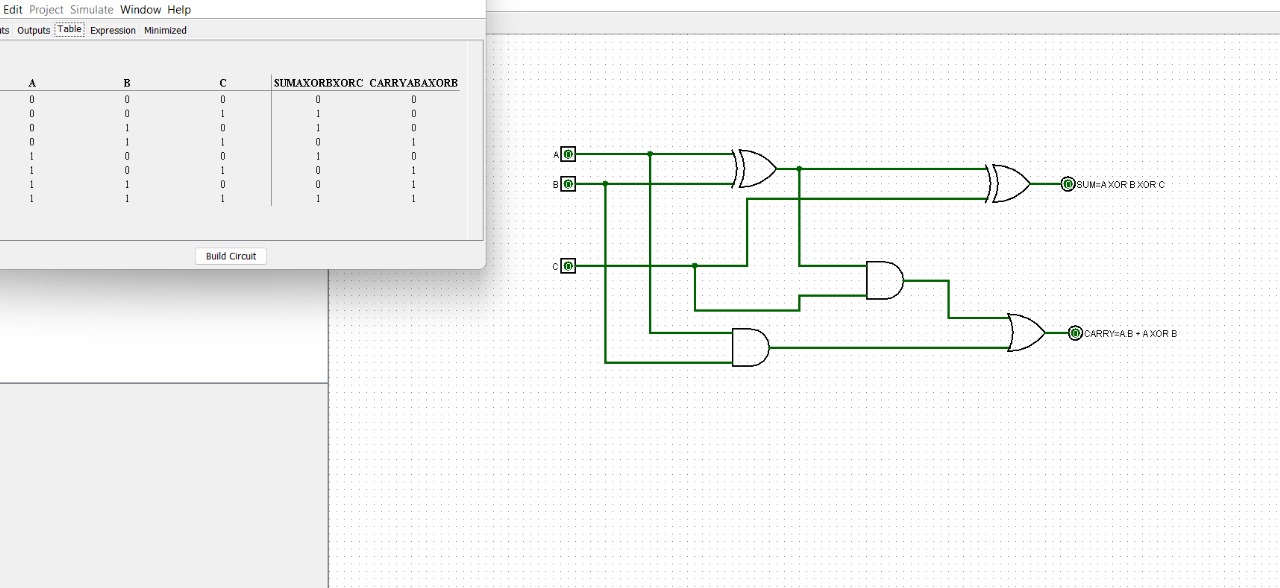 Edit Project Simulate Window Help
ts Outputs Table Expression Minimized
A B C SUMAXORBXORC CARRYABAXORB
0 0 0 0 0
0 0 1 1 0
0 1 0 1 0
0 1 1 0 1
1 0 0 1 0
1 0 1 0 1
1 1 0 0 1
1 1 1 1 1
Build Circuit
A 0
B 0
C 0
0 SUM=A XOR B XOR C
0 CARRY=A.B + A XOR B